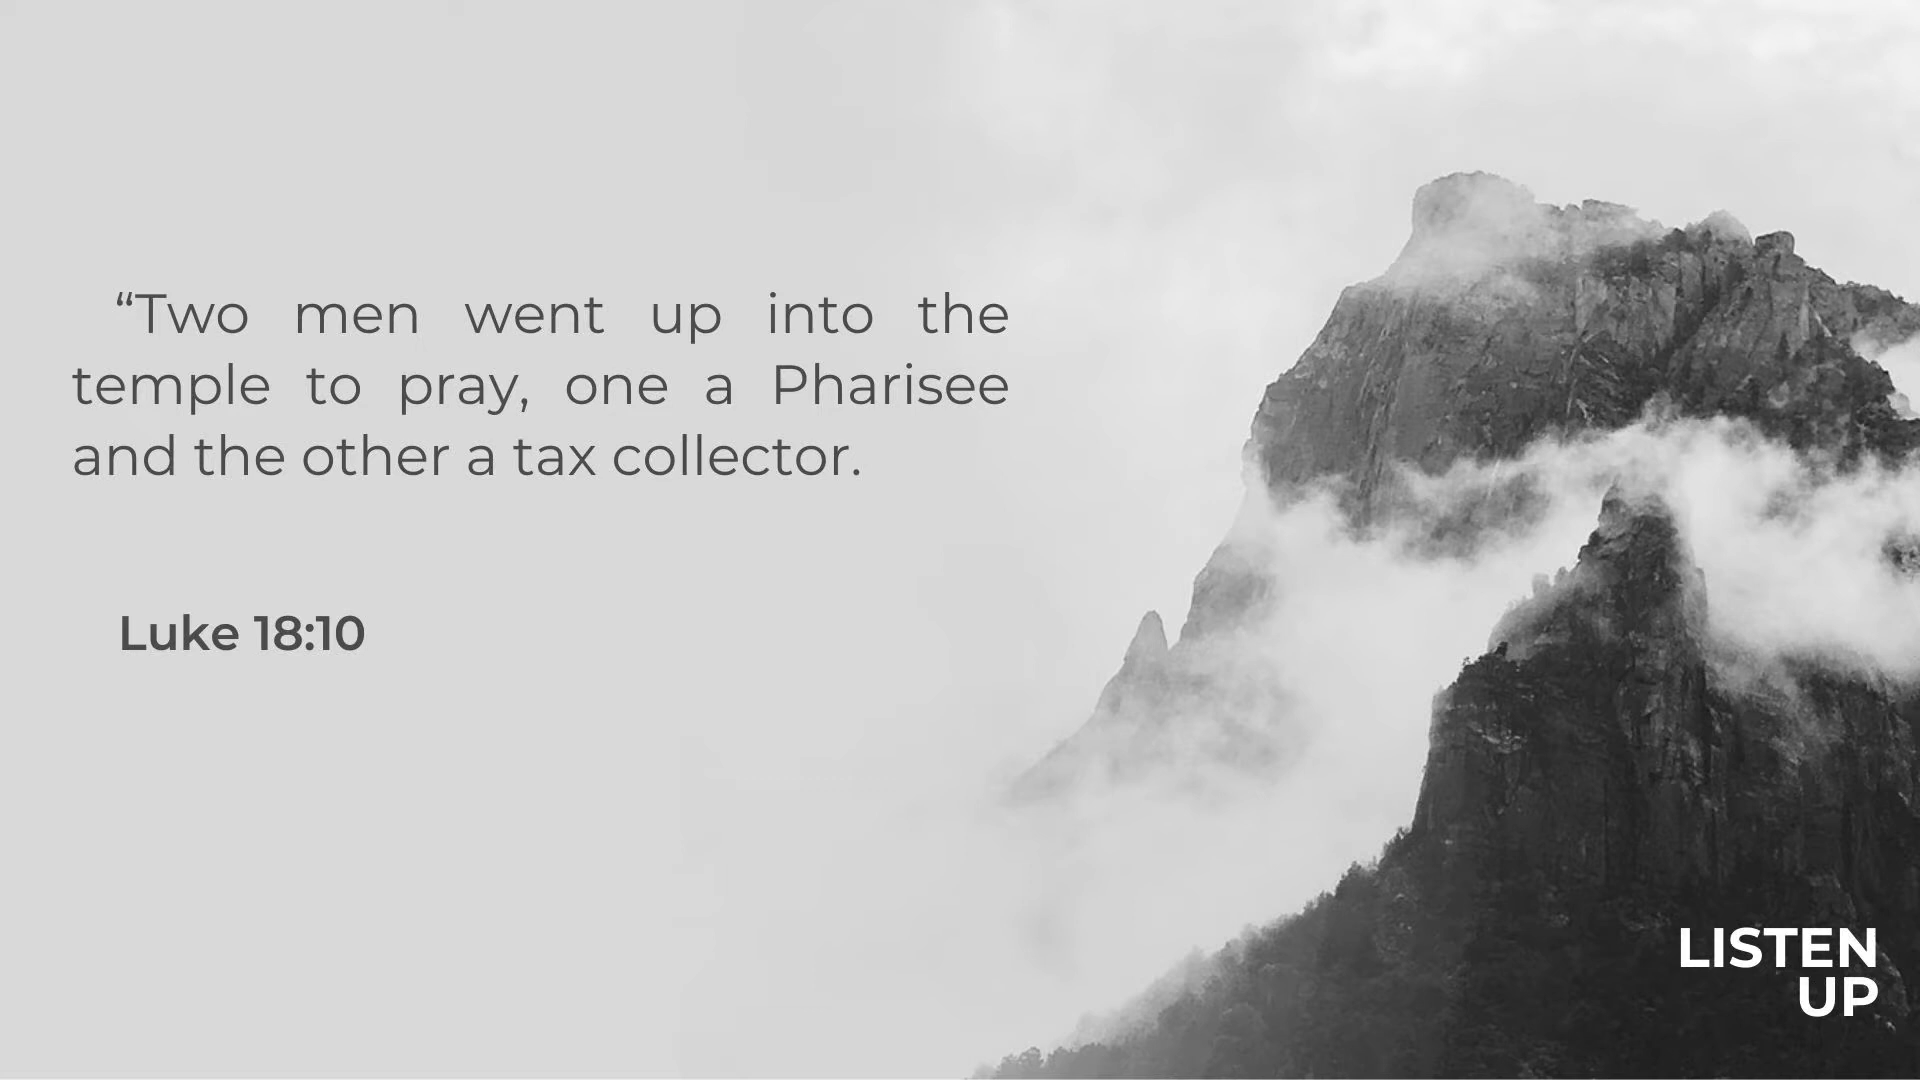 “Two men went up into the
temple to pray, one a Pharisee
and the other a tax collector.
Luke 18:10
LISTEN
UP